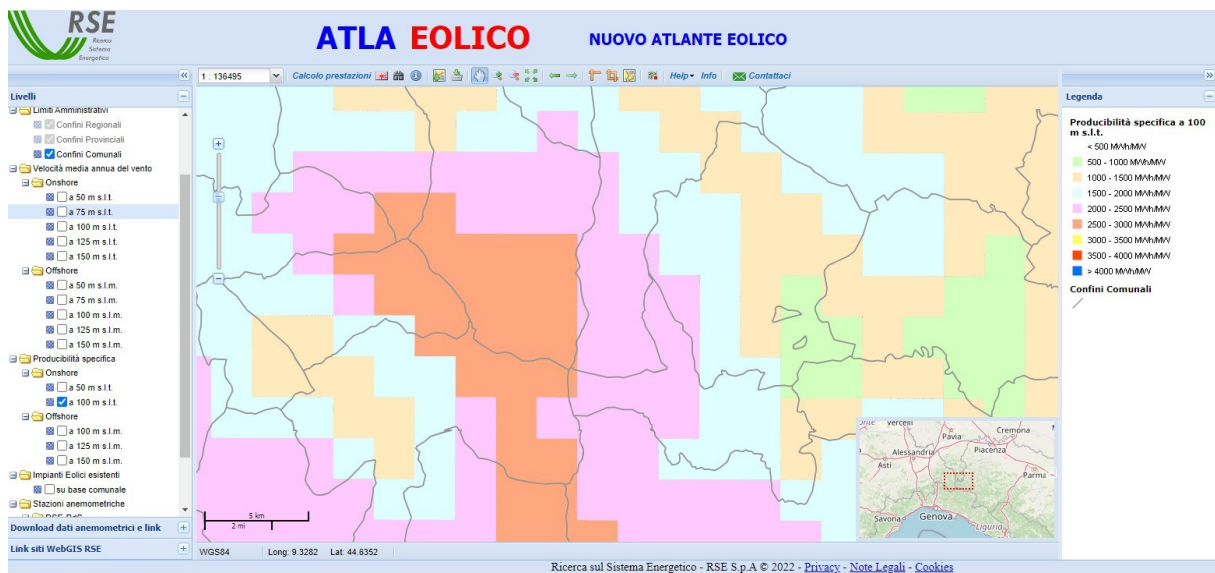 RSE
Ricerca
Sistema
Energetico
ATLA EOLICO
NUOVO ATLANTE EOLICO
1 : 136495
Calcolo prestazioni
Help
Info
Contattaci
Livelli
Limiti Amministrativi
Confini Regionali
Confini Provinciali
Confini Comunali
Velocità media annua del vento
Onshore
a 50 m s.l.t.
a 75 m s.l.t.
a 100 m s.l.t.
a 125 m s.l.t.
a 150 m s.l.t.
Offshore
a 50 m s.l.m.
a 75 m s.l.m.
a 100 m s.l.m.
a 125 m s.l.m.
a 150 m s.l.m.
Producibilità specifica
Onshore
a 50 m s.l.t.
a 100 m s.l.t.
Offshore
a 100 m s.l.m.
a 125 m s.l.m.
a 150 m s.l.m.
Impianti Eolici esistenti
su base comunale
Stazioni anemometriche
Download dati anemometrici e link
Link siti WebGIS RSE
5 km
2 mi
WGS84
Long: 9.3282 Lat: 44.6352
Vercelli
Pavia
Cremona
Alessandria
Piacenza
Asti
Parma
Savona
Genova
Liguria
Legenda
Producibilità specifica a 100
m s.l.t.
< 500 MWh/MW
500 - 1000 MWh/MW
1000 - 1500 MWh/MW
1500 - 2000 MWh/MW
2000 - 2500 MWh/MW
2500 - 3000 MWh/MW
3000 - 3500 MWh/MW
3500 - 4000 MWh/MW
> 4000 MWh/MW
Confini Comunali
Ricerca sul Sistema Energetico - RSE S.p.A © 2022 - Privacy - Note Legali - Cookies